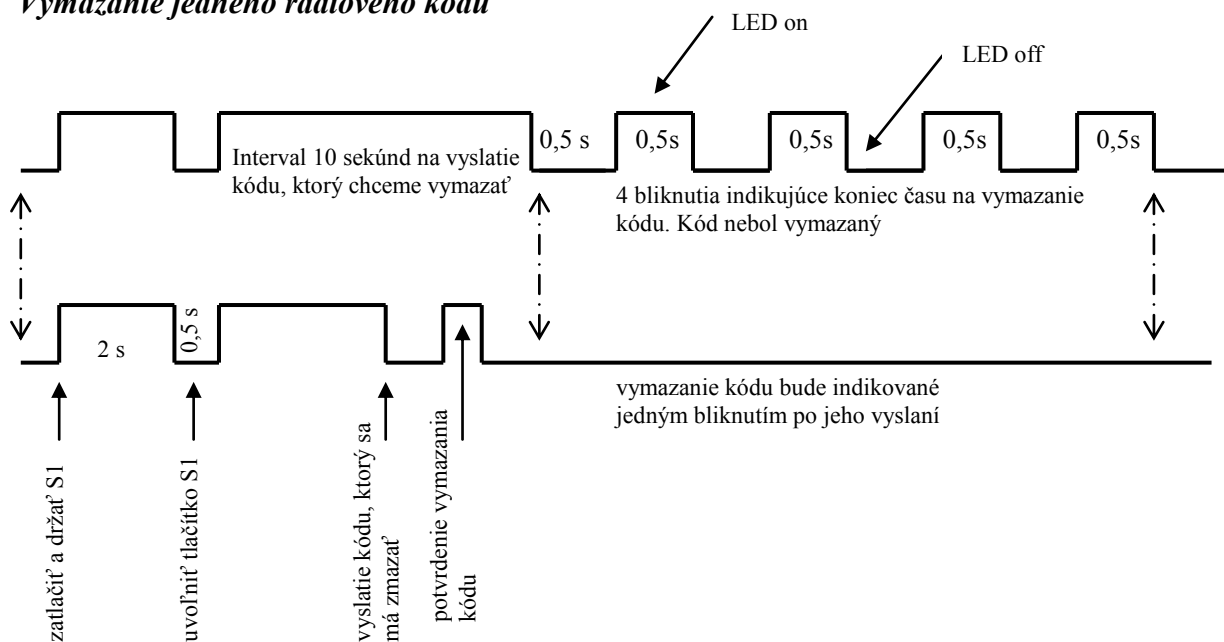 Vymazanie jedného rádiového kódu
LED on
LED off
0,5 s
0,5s
0,5s
0,5s
0,5s
Interval 10 sekúnd na vyslatie
kódu, ktorý chceme vymazať
4 bliknutia indikujúce koniec času na vymazanie
kódu. Kód nebol vymazaný
2 s
0,5 s
vymazanie kódu bude indikované
jedným bliknutím po jeho vyslaní
zatlačiť a držať S1
uvoľniť tlačítko S1
vyslatie kódu, ktorý sa
má zmazať
potvrdenie vymazania
kódu